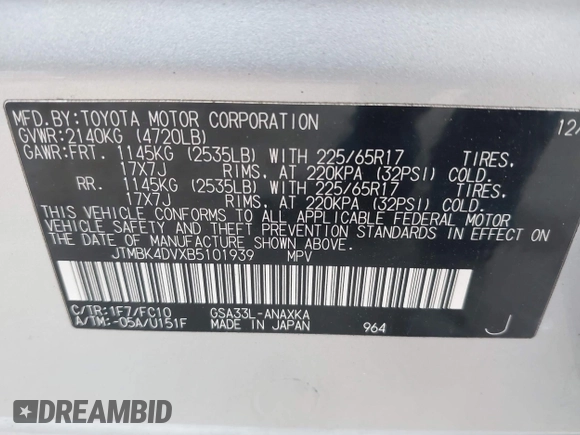 MFD.BY:TOYOTA MOTOR CORPORATION 12
GVWR:2140KG (4720LB)
GAWR:FRT. 1145KG (2535LB) WITH 225/65R17 TIRES,
17X7J RIMS, AT 220KPA (32PSI) COLD.
RR. 1145KG (2535LB) WITH 225/65R17 TIRES,
17X7J RIMS, AT 220KPA (32PSI) COLD.
THIS VEHICLE CONFORMS TO ALL APPLICABLE FEDERAL MOTOR
VEHICLE SAFETY AND THEFT PREVENTION STANDARDS IN EFFECT
ON THE DATE OF MANUFACTURE SHOWN ABOVE.
JTMBK4DVXB5101939 MPV
C/TR:1F7/FC10 GSA33L-ANAXKA
A/TM:-05A/U151F MADE IN JAPAN 964 J
DREAMBID